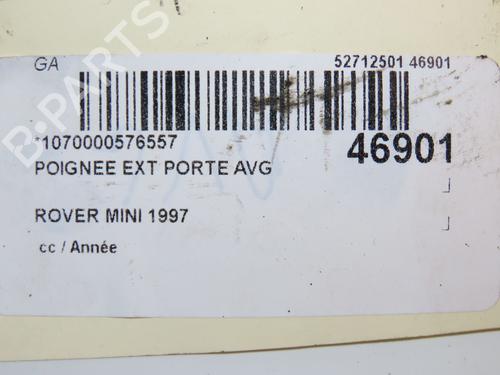 GA 52712501 46901
*1070000576557 46901
POIGNEE EXT PORTE AVG
ROVER MINI 1997
cc / Année
B-PARTS